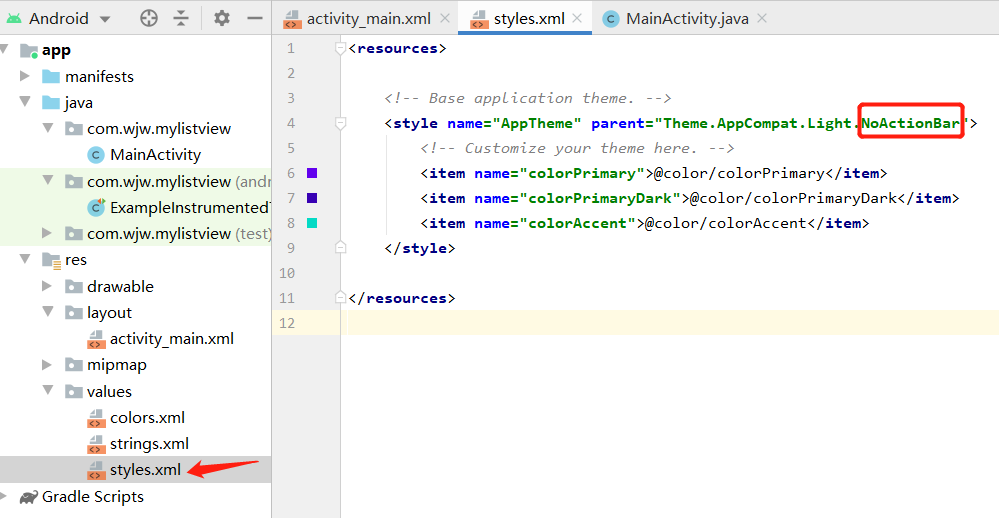 Android
activity_main.xml
styles.xml
MainActivity.java
app
manifests
java
com.wjw.mylistview
MainActivity
com.wjw.mylistview (and
ExampleInstrumentedT
com.wjw.mylistview (test)
res
drawable
layout
activity_main.xml
mipmap
values
colors.xml
strings.xml
styles.xml
Gradle Scripts
1 <resources>
2
3 <!-- Base application theme. -->
4 <style name="AppTheme" parent="Theme.AppCompat.Light.NoActionBar">
5 <!-- Customize your theme here. -->
6 <item name="colorPrimary">@color/colorPrimary</item>
7 <item name="colorPrimaryDark">@color/colorPrimaryDark</item>
8 <item name="colorAccent">@color/colorAccent</item>
9 </style>
10
11 </resources>
12